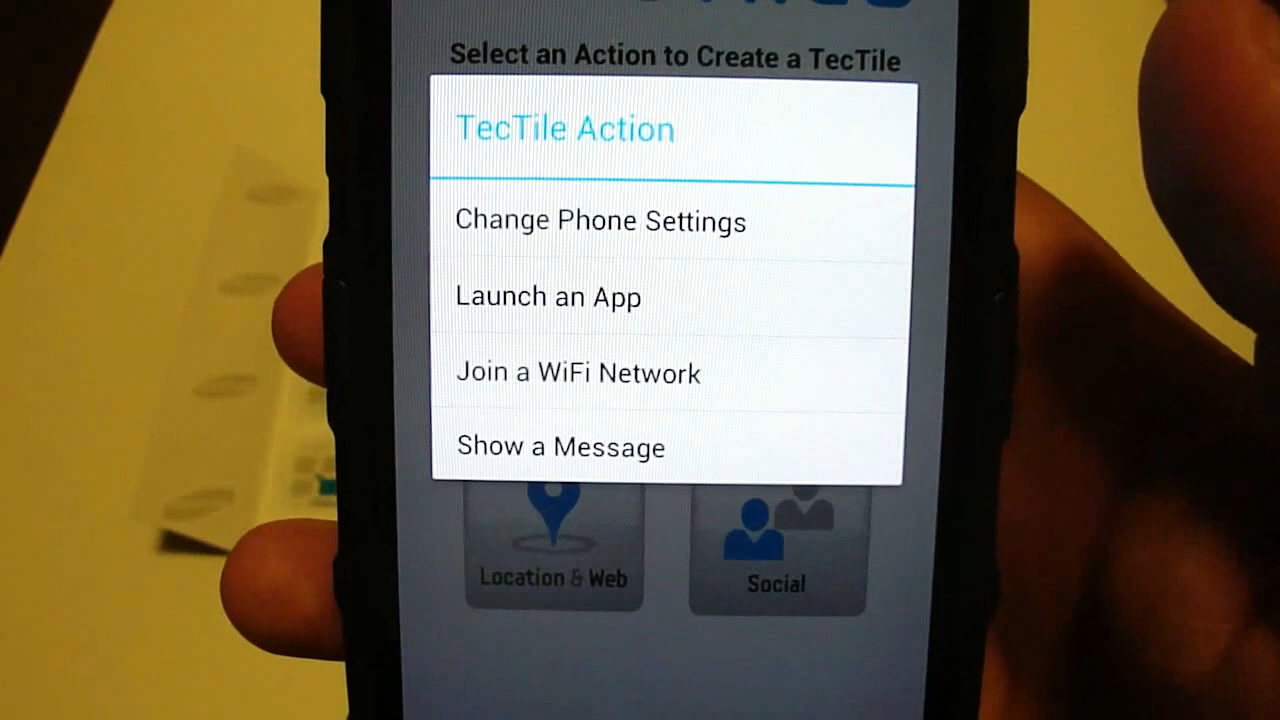 Select an Action to Create a TecTile
TecTile Action
Change Phone Settings
Launch an App
Join a WiFi Network
Show a Message
Location & Web
Social